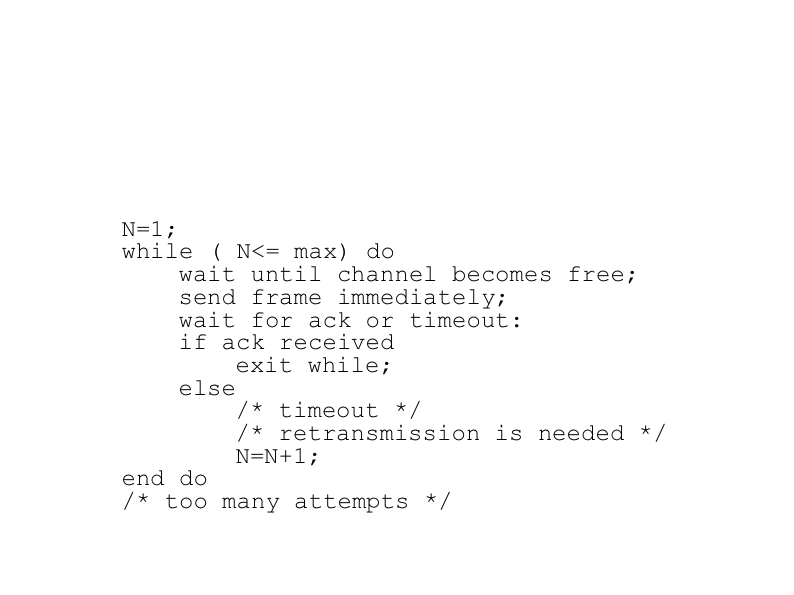 N=1;
while ( N<= max) do
    wait until channel becomes free;
    send frame immediately;
    wait for ack or timeout:
    if ack received
        exit while;
    else
        /* timeout */
        /* retransmission is needed */
        N=N+1;
end do
/* too many attempts */